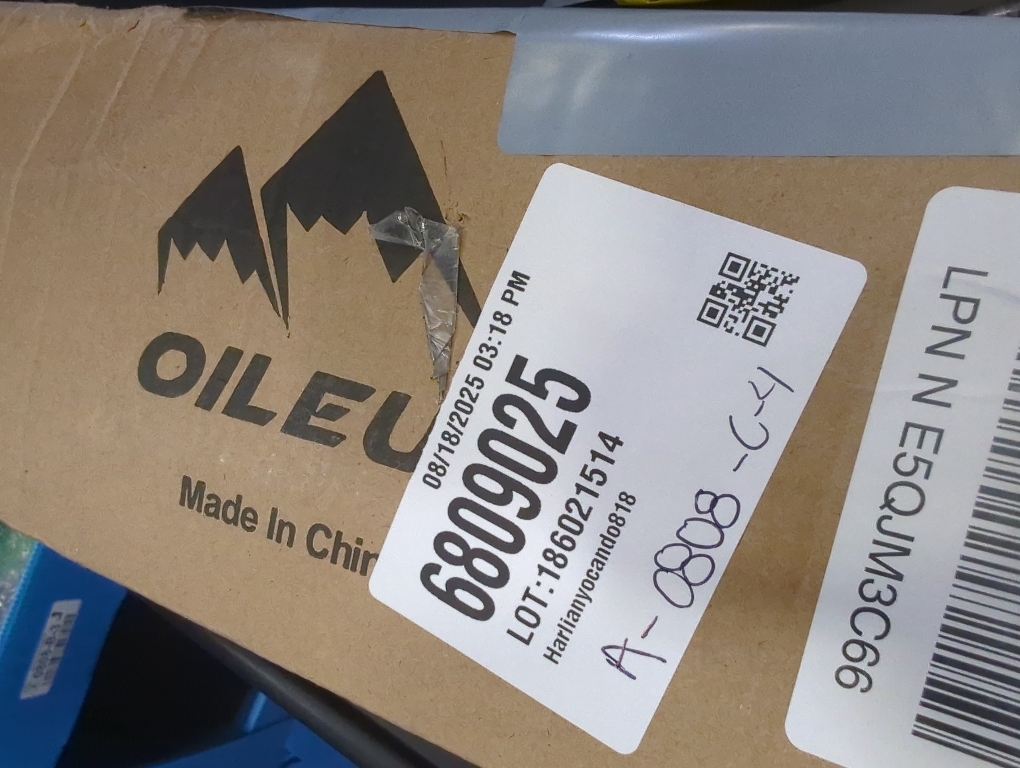 OILEU
Made In Chin
08/18/2025 03:18 PM
6809025
LOT:186021514
Harlianyocando818
A-0808-C-4
LPN N E5QJM3C66